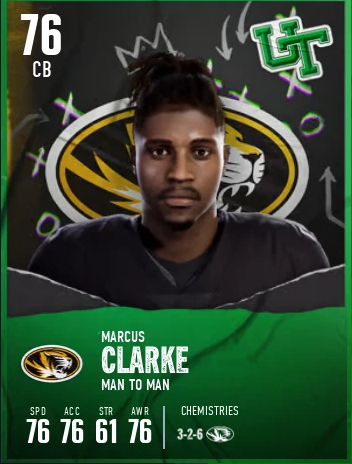 76
CB
UT
MARCUS
CLARKE
MAN TO MAN
SPD ACC STR AWR
76 76 61 76
CHEMISTRIES
3-2-6